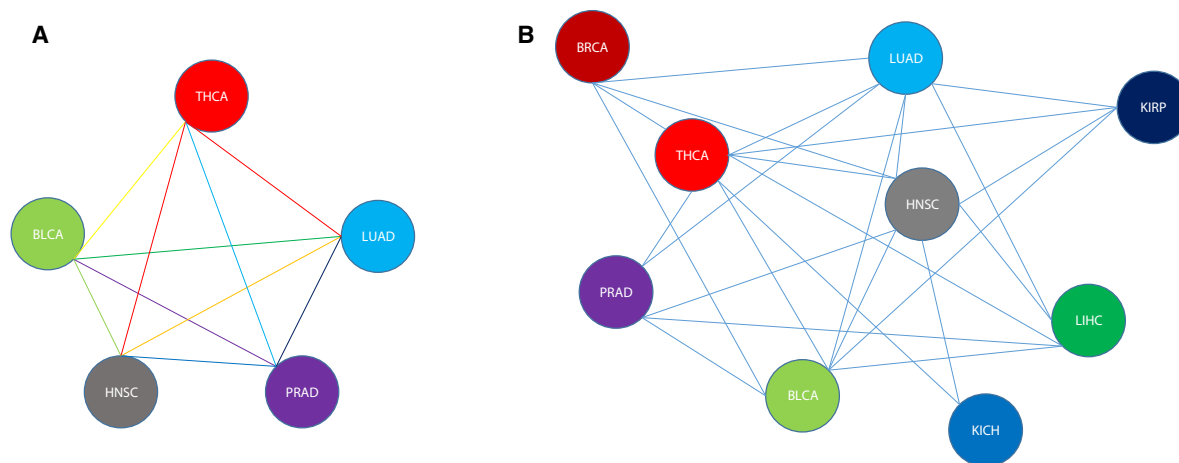 A
THCA
BLCA
LUAD
HNSC
PRAD
B
BRCA
LUAD
KIRP
THCA
HNSC
PRAD
LIHC
BLCA
KICH